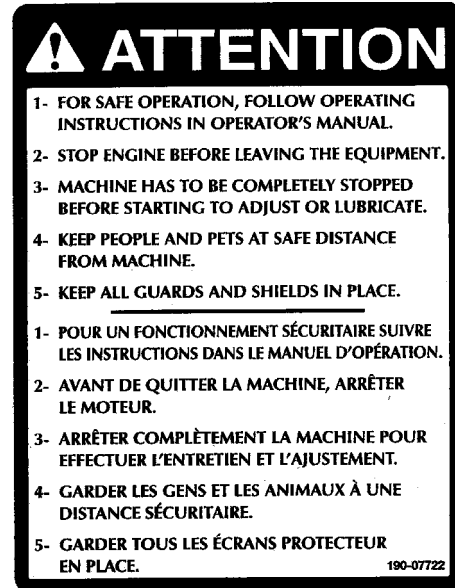 ATTENTION
1- FOR SAFE OPERATION, FOLLOW OPERATING
INSTRUCTIONS IN OPERATOR'S MANUAL.
2- STOP ENGINE BEFORE LEAVING THE EQUIPMENT.
3- MACHINE HAS TO BE COMPLETELY STOPPED
BEFORE STARTING TO ADJUST OR LUBRICATE.
4- KEEP PEOPLE AND PETS AT SAFE DISTANCE
FROM MACHINE.
5- KEEP ALL GUARDS AND SHIELDS IN PLACE.
1- POUR UN FONCTIONNEMENT SÉCURITAIRE SUIVRE
LES INSTRUCTIONS DANS LE MANUEL D'OPÉRATION.
2- AVANT DE QUITTER LA MACHINE, ARRÊTER
LE MOTEUR.
3- ARRÊTER COMPLÈTEMENT LA MACHINE POUR
EFFECTUER L'ENTRETIEN ET L'AJUSTEMENT.
4- GARDER LES GENS ET LES ANIMAUX À UNE
DISTANCE SÉCURITAIRE.
5- GARDER TOUS LES ÉCRANS PROTECTEUR
EN PLACE. 190-07722